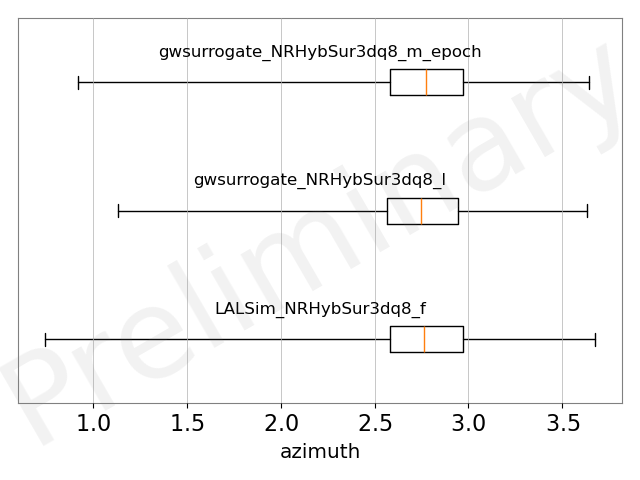 gwsurrogate_NRHybSur3dq8_m_epoch
gwsurrogate_NRHybSur3dq8_l
LALSim_NRHybSur3dq8_f
Preliminary
1.0 1.5 2.0 2.5 3.0 3.5
azimuth